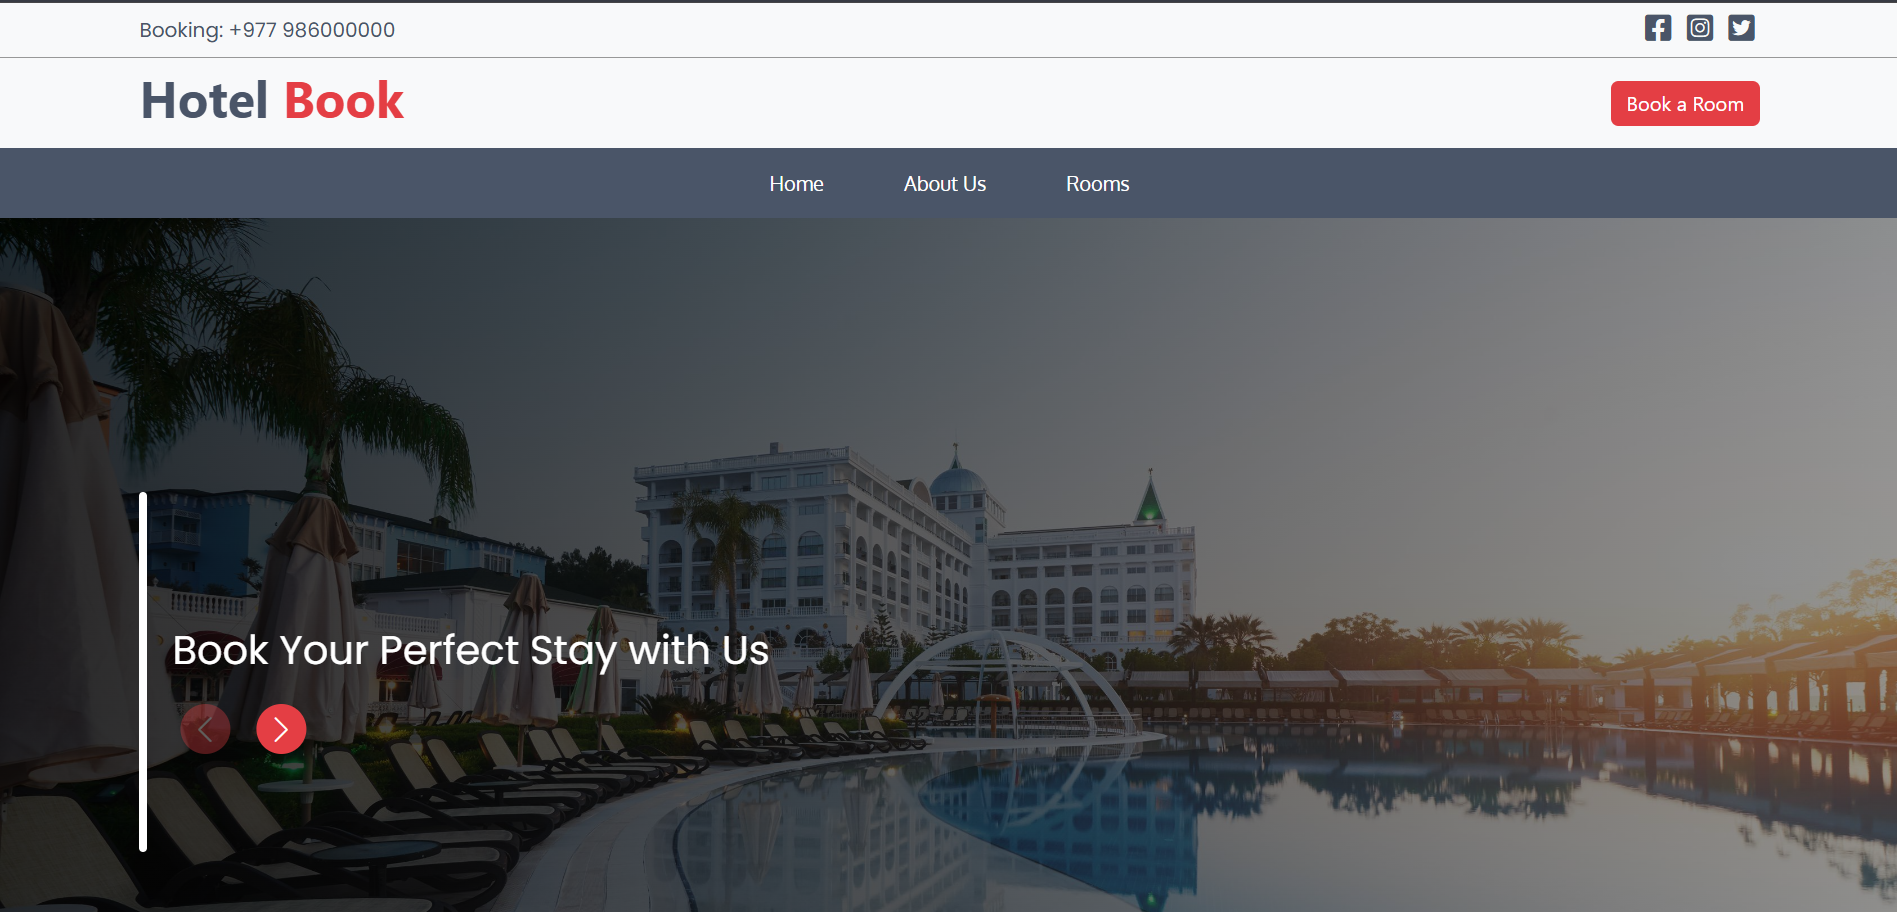 Booking: +977 986000000
Hotel Book
Book a Room
Home About Us Rooms
Book Your Perfect Stay with Us